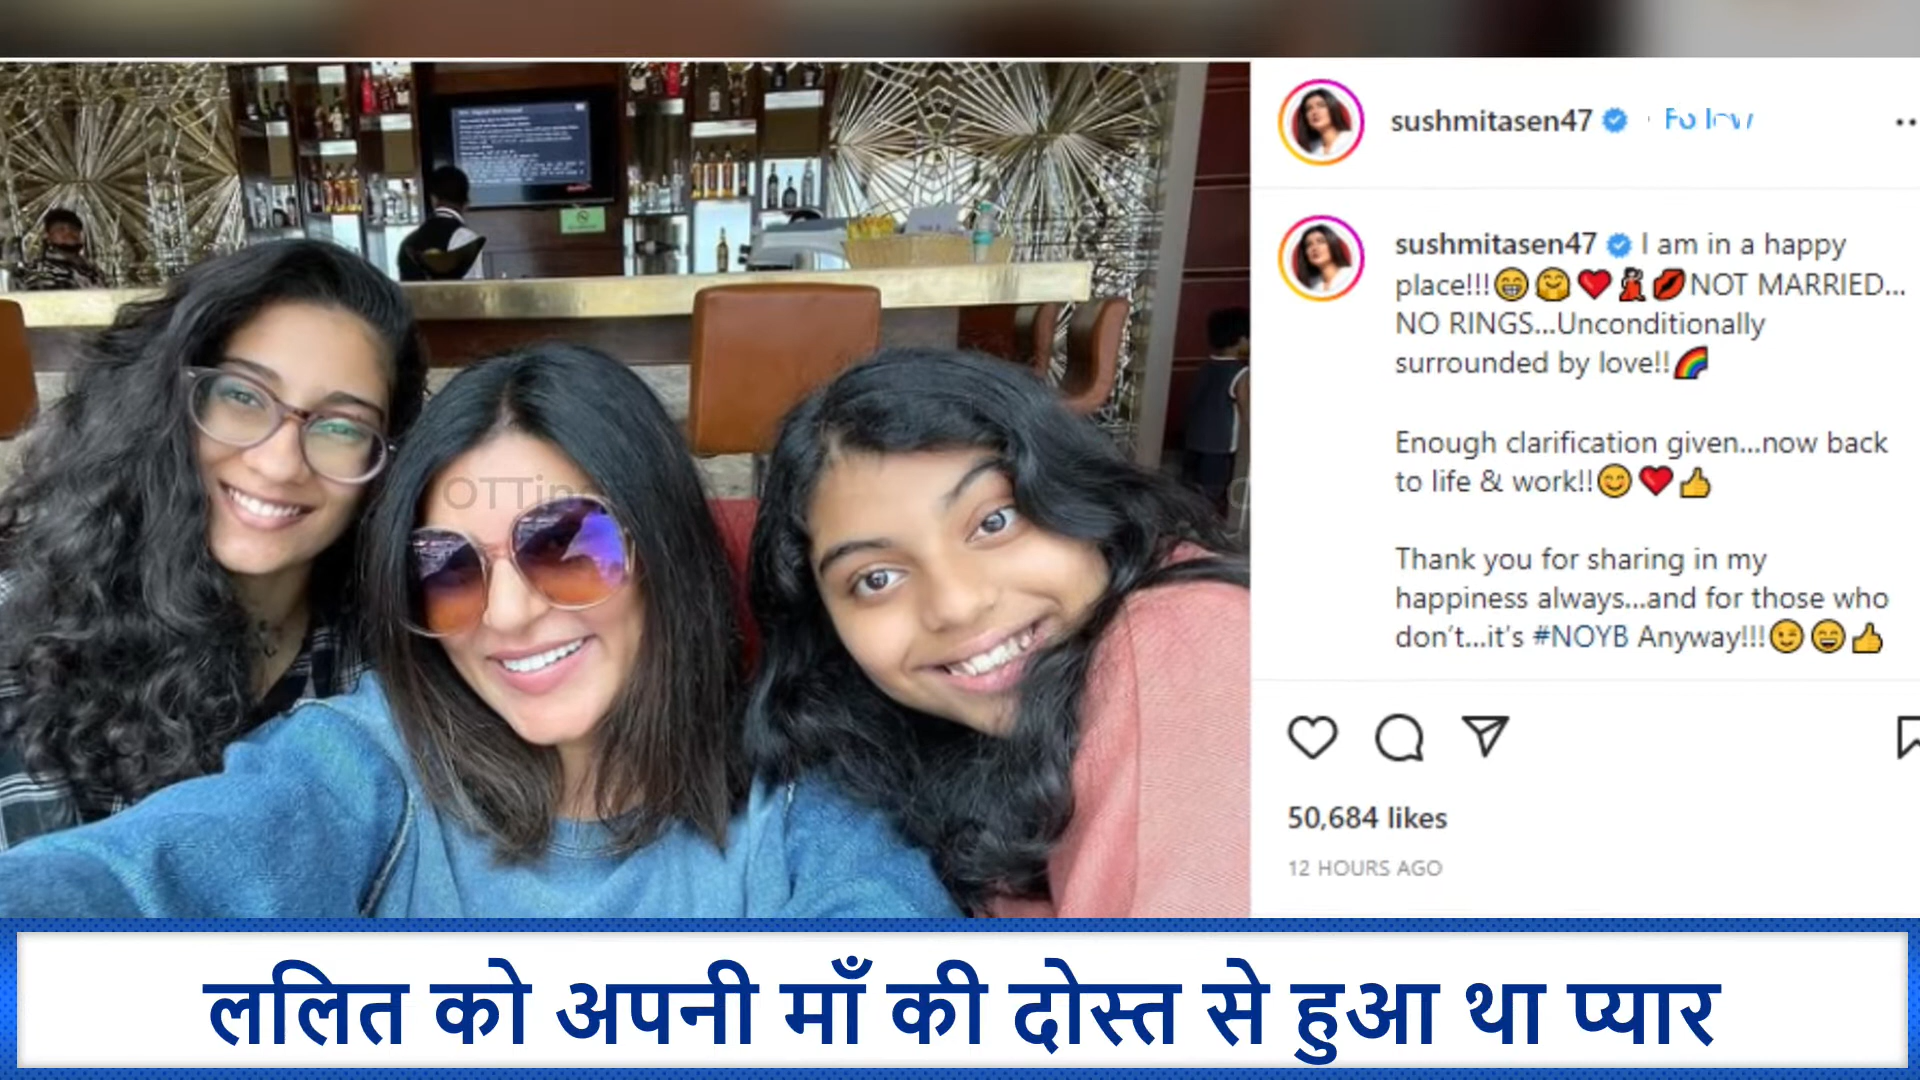 sushmitasen47 · Follow
sushmitasen47 I am in a happy
place!!!😁🤗❤️💃💋NOT MARRIED...
NO RINGS...Unconditionally
surrounded by love!!🌈
Enough clarification given...now back
to life & work!!😊❤️👍
Thank you for sharing in my
happiness always...and for those who
don't...it's #NOYB Anyway!!!😉😄👍
50,684 likes
12 HOURS AGO
ललित को अपनी माँ की दोस्त से हुआ था प्यार